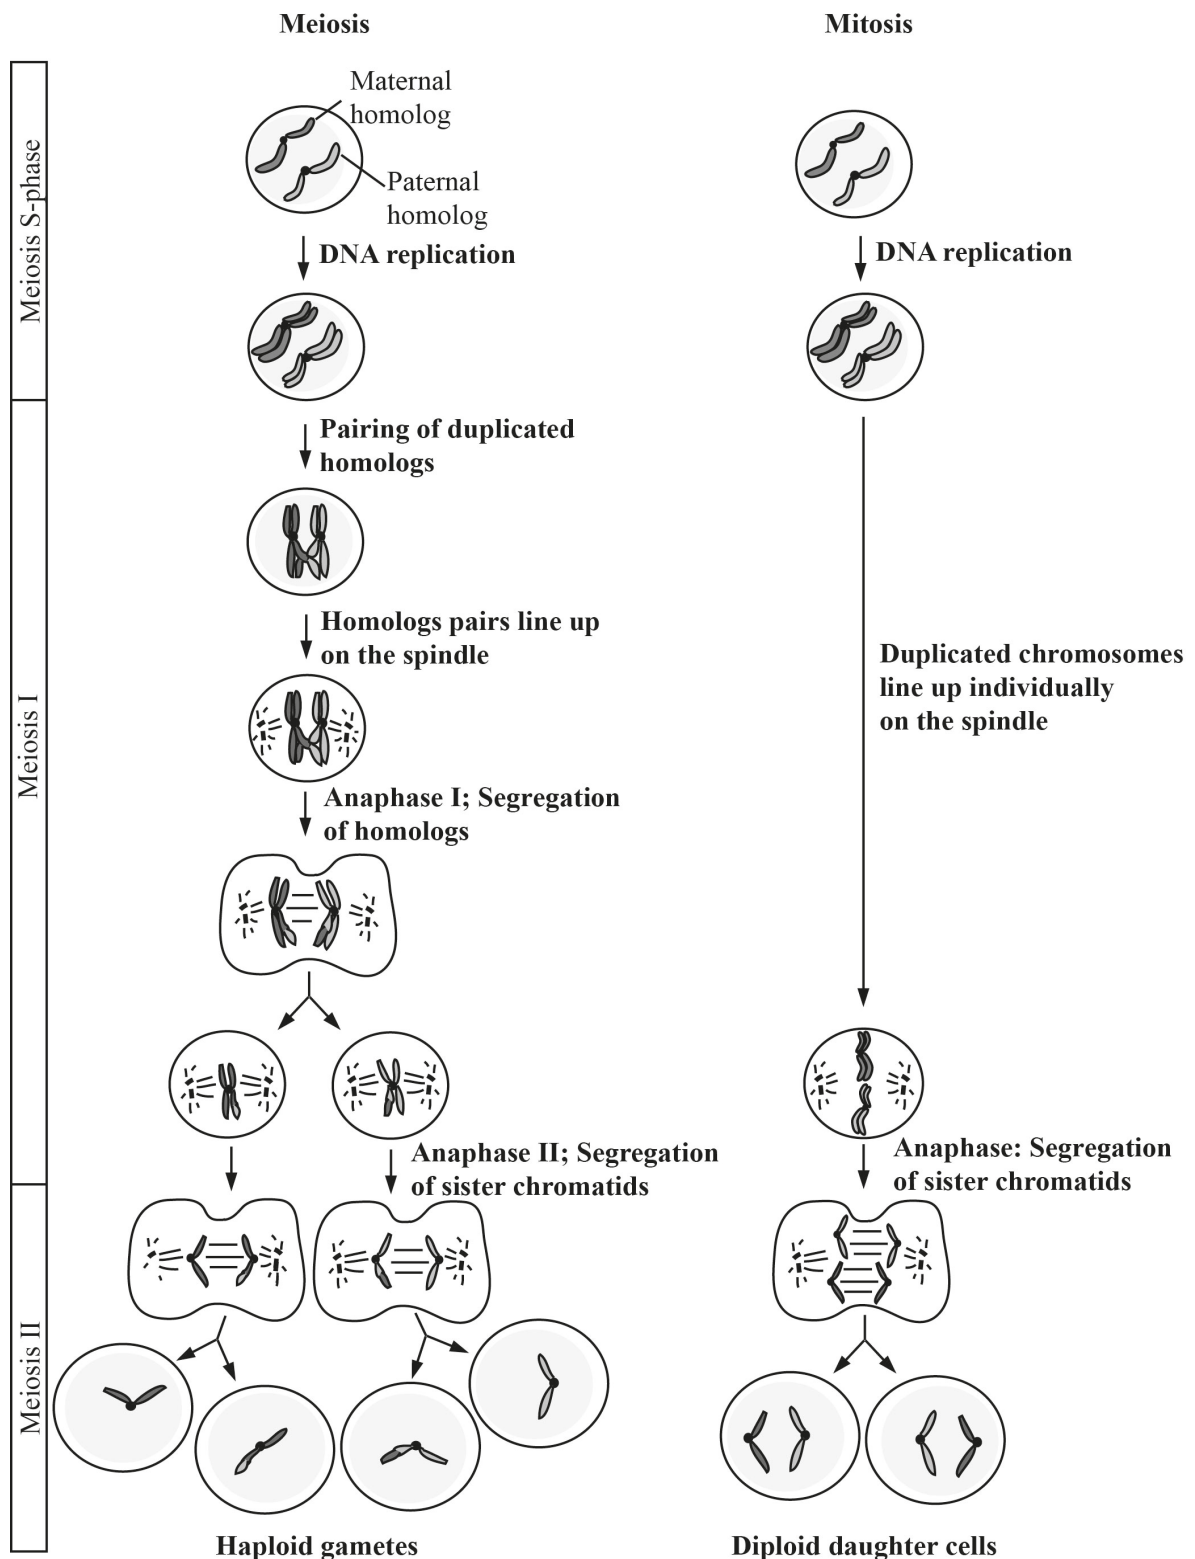 Meiosis
Mitosis
Meiosis S-phase
Maternal
homolog
Paternal
homolog
DNA replication
DNA replication
Meiosis I
Pairing of duplicated
homologs
Homologs pairs line up
on the spindle
Duplicated chromosomes
line up individually
on the spindle
Anaphase I; Segregation
of homologs
Anaphase II; Segregation
of sister chromatids
Anaphase: Segregation
of sister chromatids
Meiosis II
Haploid gametes
Diploid daughter cells